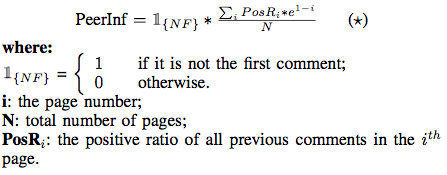 PeerInf = 𝟙_{NF} * \frac{∑_i PosR_i*e^{1−i}}{N} (⋆)
where:
𝟙_{NF} = { 1 if it is not the first comment;
0 otherwise.
i: the page number;
N: total number of pages;
PosR_i: the positive ratio of all previous comments in the i^{th}
page.